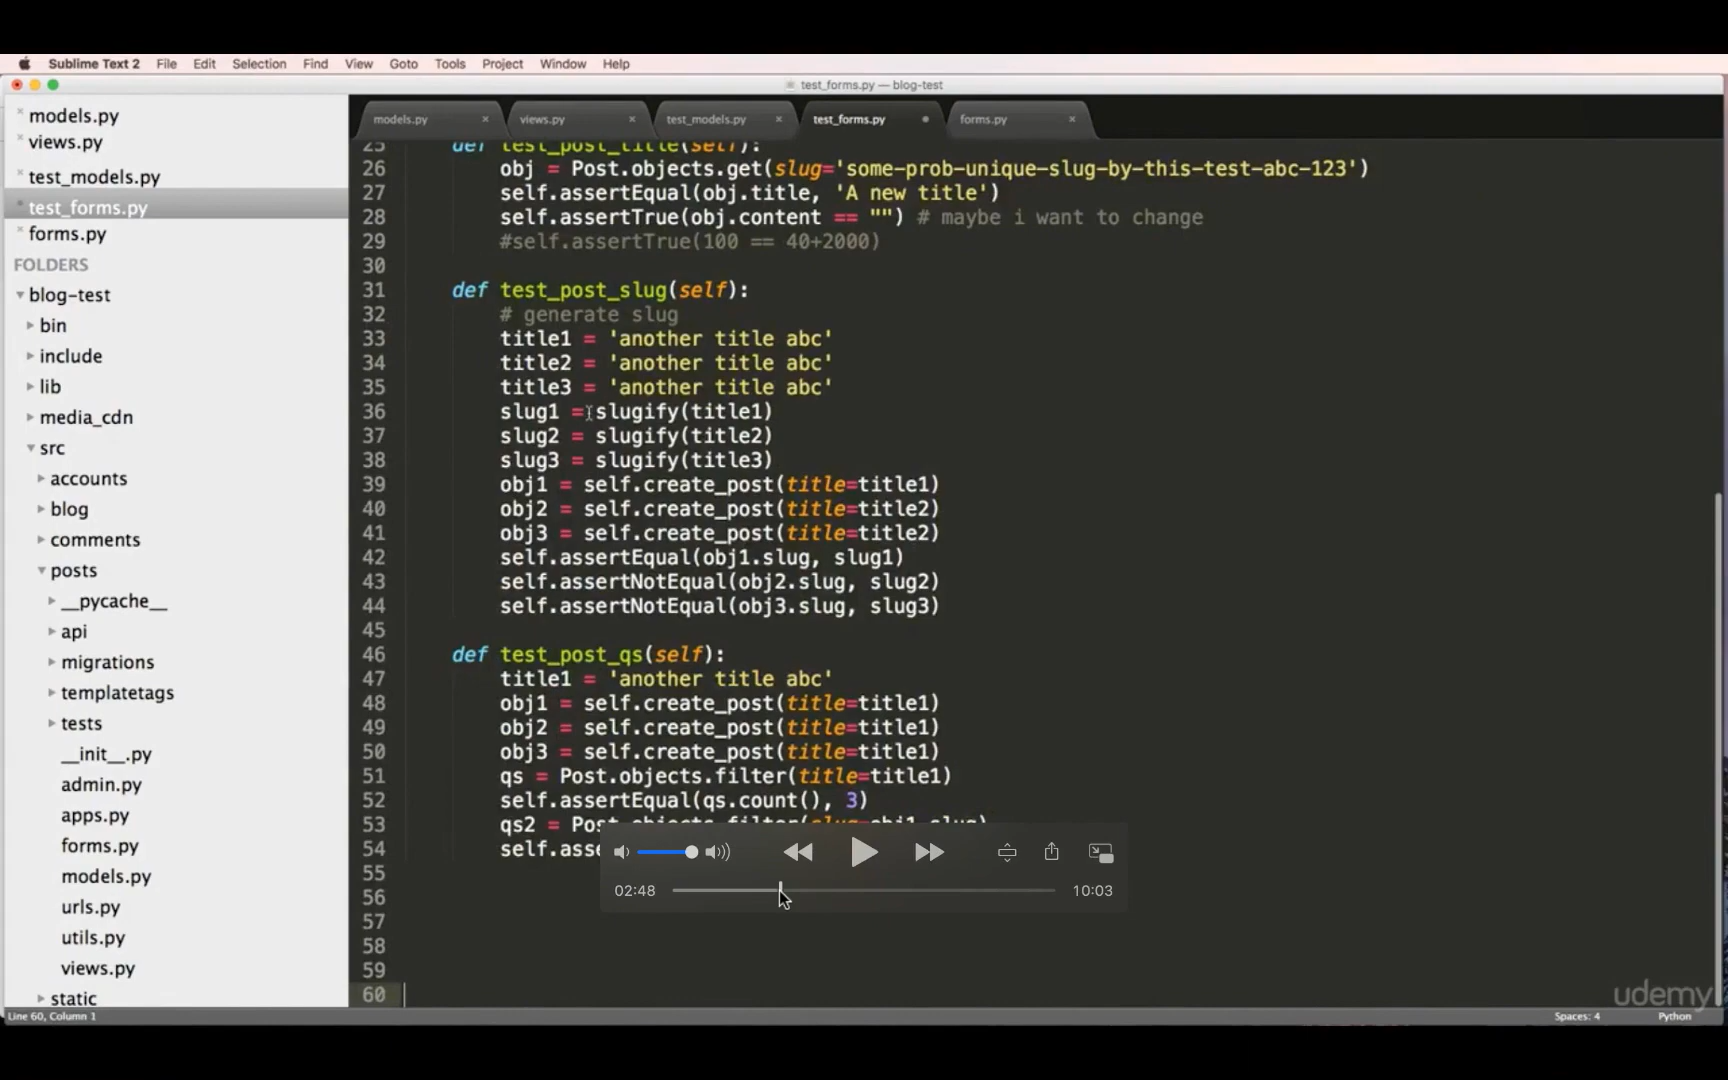 Sublime Text 2 File Edit Selection Find View Goto Tools Project Window Help
test_forms.py — blog-test
models.py
views.py
test_models.py
test_forms.py
forms.py
FOLDERS
blog-test
bin
include
lib
media_cdn
src
accounts
blog
comments
posts
__pycache__
api
migrations
templatetags
tests
__init__.py
admin.py
apps.py
forms.py
models.py
urls.py
utils.py
views.py
static
models.py × views.py × test_models.py × test_forms.py forms.py ×
25 def test_post_title(self):
26 obj = Post.objects.get(slug='some-prob-unique-slug-by-this-test-abc-123')
27 self.assertEqual(obj.title, 'A new title')
28 self.assertTrue(obj.content == "") # maybe i want to change
29 #self.assertTrue(100 == 40+2000)
30
31 def test_post_slug(self):
32 # generate slug
33 title1 = 'another title abc'
34 title2 = 'another title abc'
35 title3 = 'another title abc'
36 slug1 = slugify(title1)
37 slug2 = slugify(title2)
38 slug3 = slugify(title3)
39 obj1 = self.create_post(title=title1)
40 obj2 = self.create_post(title=title2)
41 obj3 = self.create_post(title=title2)
42 self.assertEqual(obj1.slug, slug1)
43 self.assertNotEqual(obj2.slug, slug2)
44 self.assertNotEqual(obj3.slug, slug3)
45
46 def test_post_qs(self):
47 title1 = 'another title abc'
48 obj1 = self.create_post(title=title1)
49 obj2 = self.create_post(title=title1)
50 obj3 = self.create_post(title=title1)
51 qs = Post.objects.filter(title=title1)
52 self.assertEqual(qs.count(), 3)
53 qs2 = Post.objects.filter(slug=obj1.slug)
54 self.asse
55
56
57
58
59
60
02:48 10:03
udemy
Line 60, Column 1 Spaces: 4 Python